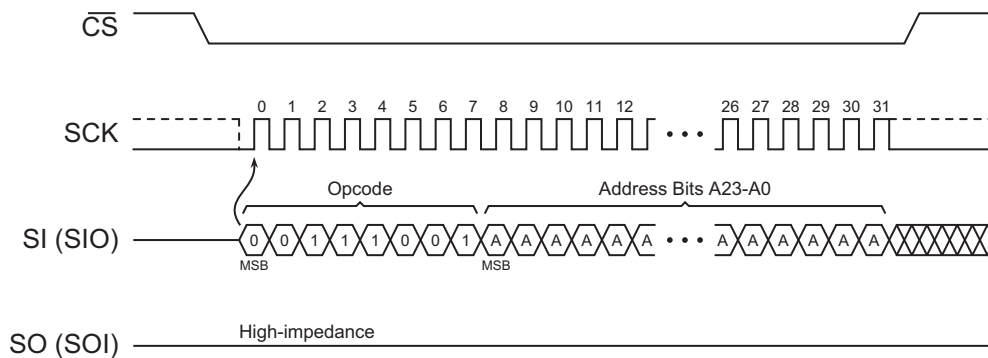 C̅S̅
0 1 2 3 4 5 6 7 8 9 10 11 12 26 27 28 29 30 31
SCK
Opcode Address Bits A23-A0
SI (SIO) 0 0 1 1 1 0 0 1 A A A A A A A A A A A A
MSB MSB
High-impedance
SO (SOI)